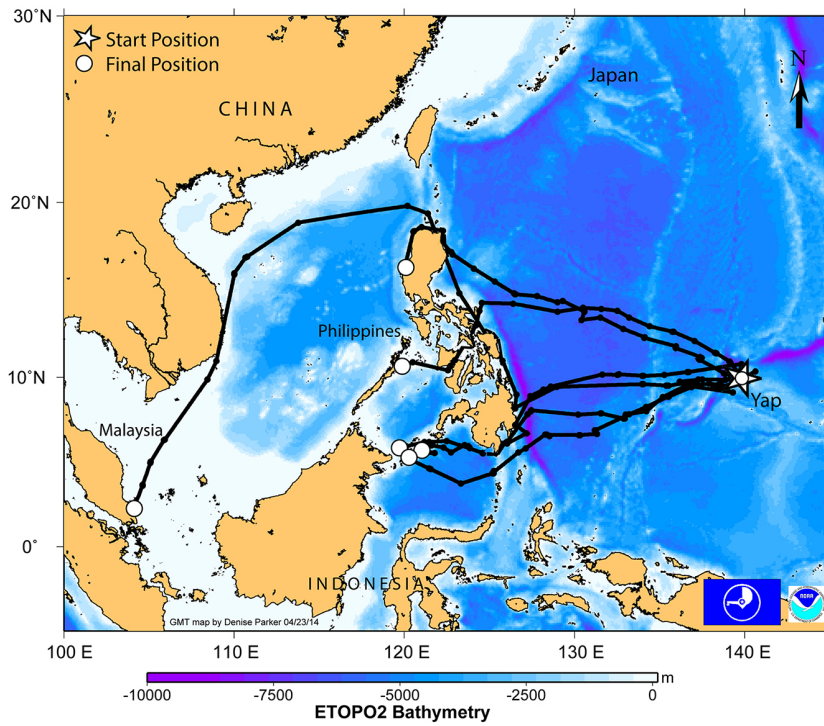 30˚N
Start Position
Final Position
CHINA
Japan
N
20˚N
Philippines
10˚N
Yap
Malaysia
0˚
INDONESIA
GMT map by Denise Parker 04/23/14
NOAA
100 E
110
120
130
140
-10000
-7500
-5000
-2500
0
m
ETOPO2 Bathymetry